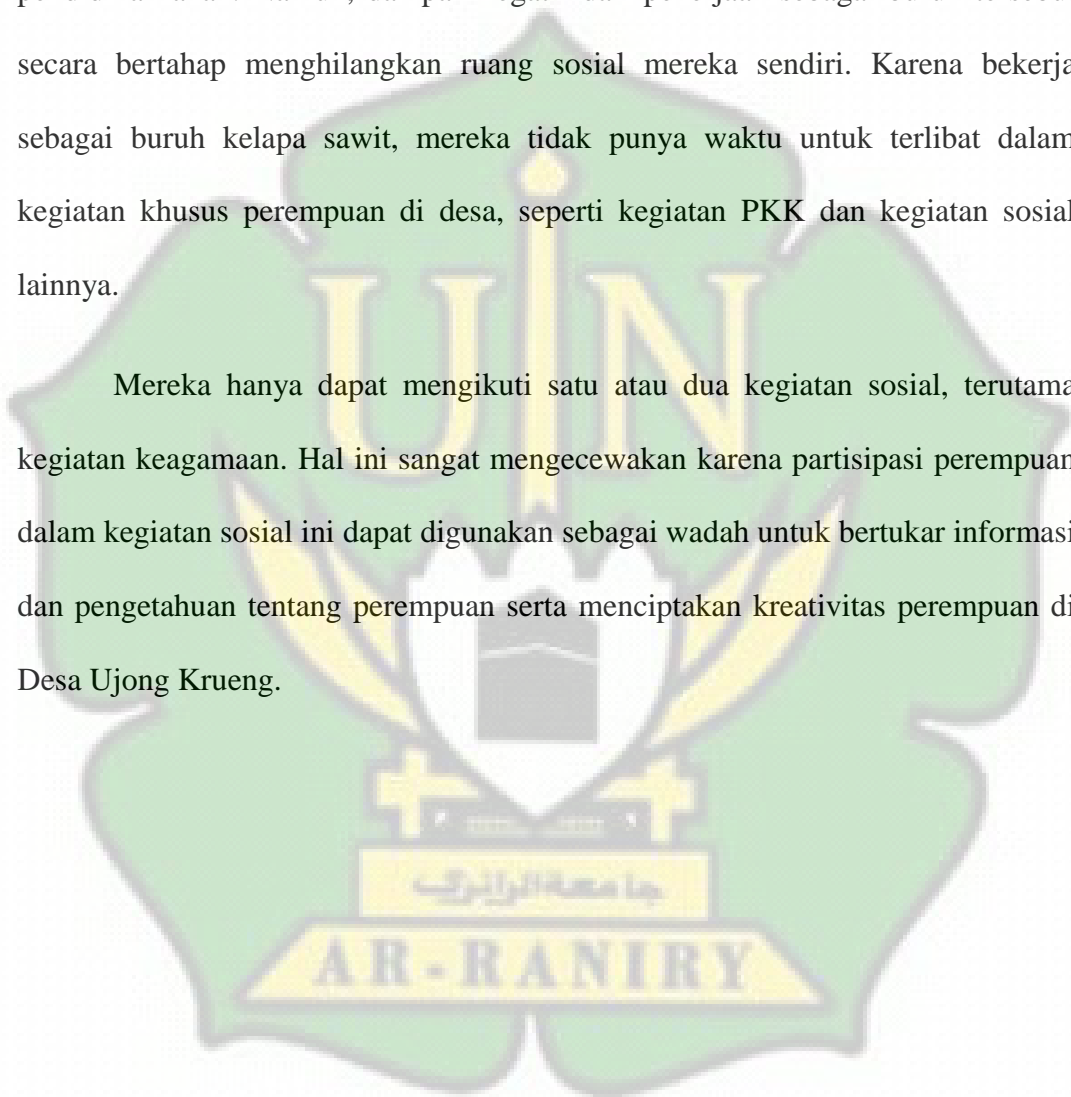 secara bertahap menghilangkan ruang sosial mereka sendiri. Karena bekerja
sebagai buruh kelapa sawit, mereka tidak punya waktu untuk terlibat dalam
kegiatan khusus perempuan di desa, seperti kegiatan PKK dan kegiatan sosial
lainnya.
Mereka hanya dapat mengikuti satu atau dua kegiatan sosial, terutama
kegiatan keagamaan. Hal ini sangat mengecewakan karena partisipasi perempuan
dalam kegiatan sosial ini dapat digunakan sebagai wadah untuk bertukar informasi
dan pengetahuan tentang perempuan serta menciptakan kreativitas perempuan di
Desa Ujong Krueng.
UIN
جامعة الرانري
AR-RANIRY